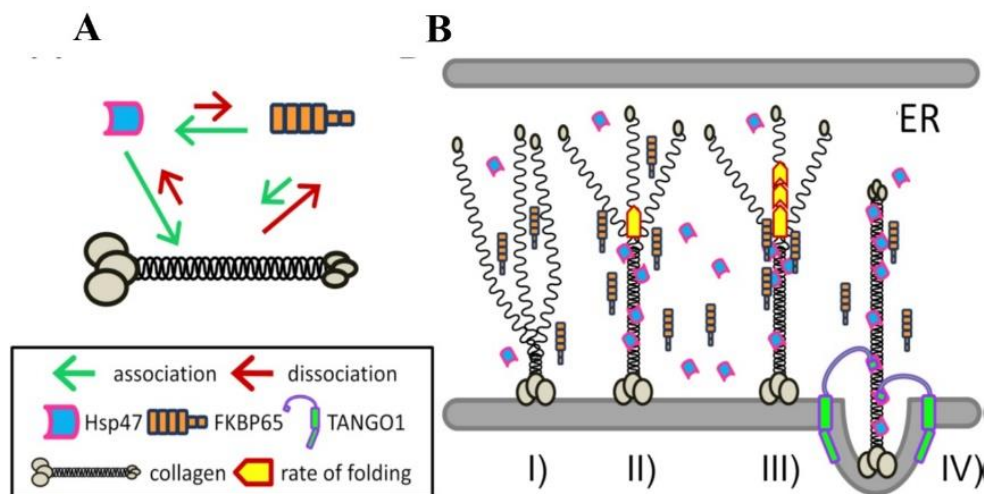 A
B
ER
association
dissociation
Hsp47
FKBP65
TANGO1
collagen
rate of folding
I)
II)
III)
IV)